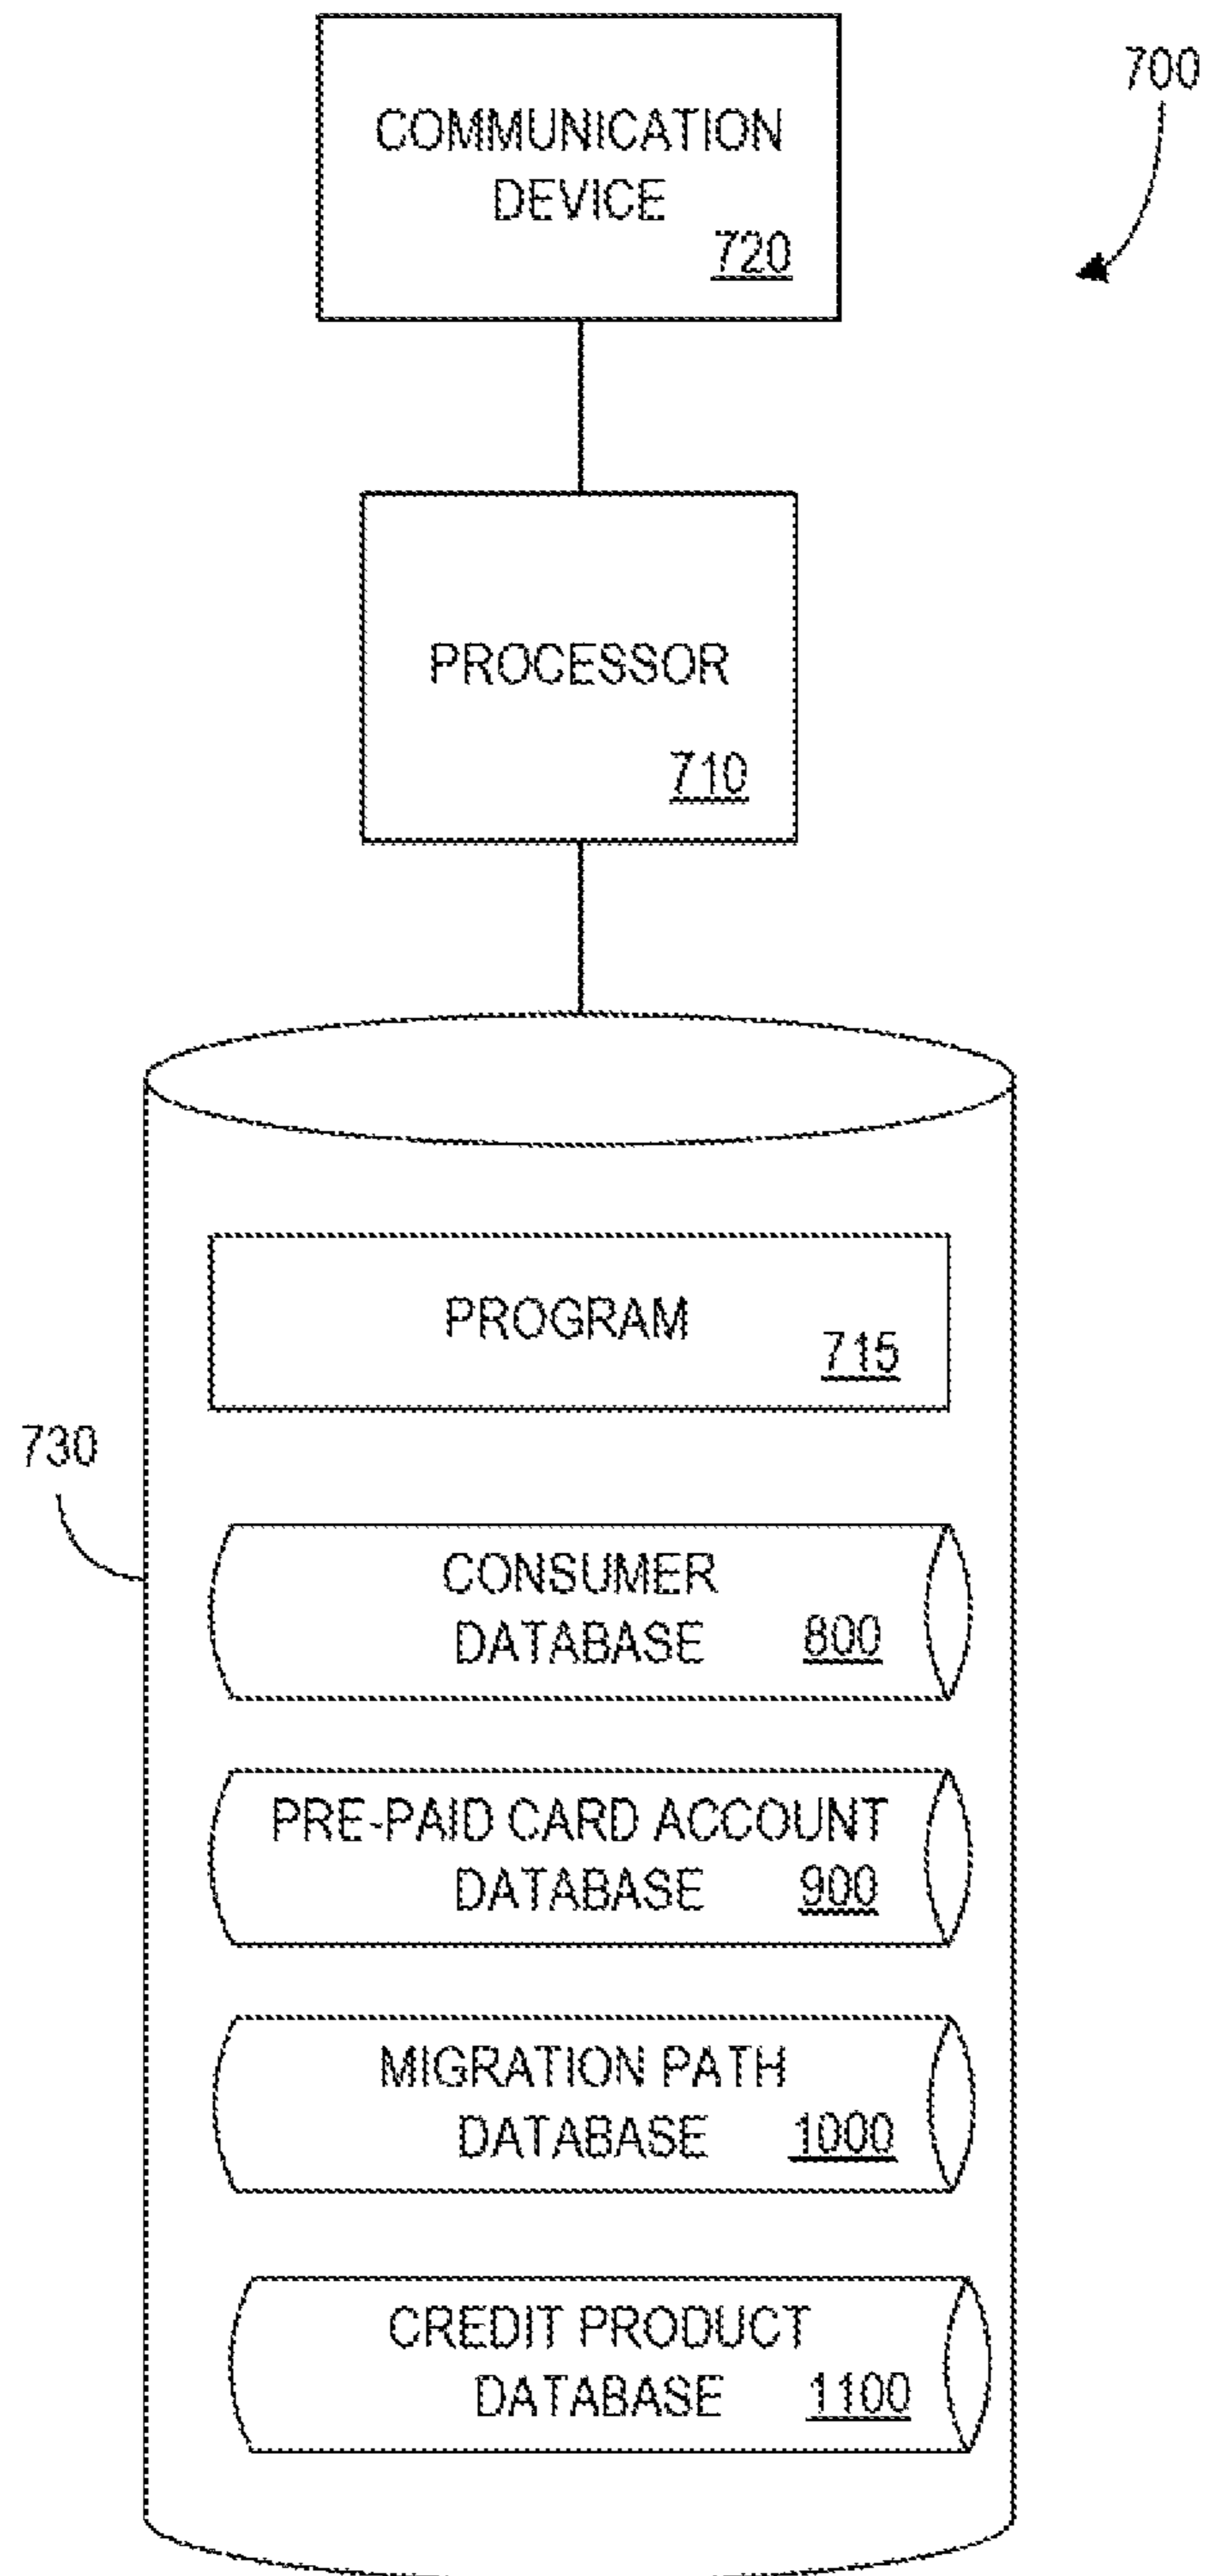 700
COMMUNICATION
DEVICE
720
PROCESSOR
710
PROGRAM
715
730
CONSUMER
DATABASE 800
PRE-PAID CARD ACCOUNT
DATABASE 900
MIGRATION PATH
DATABASE 1000
CREDIT PRODUCT
DATABASE 1100